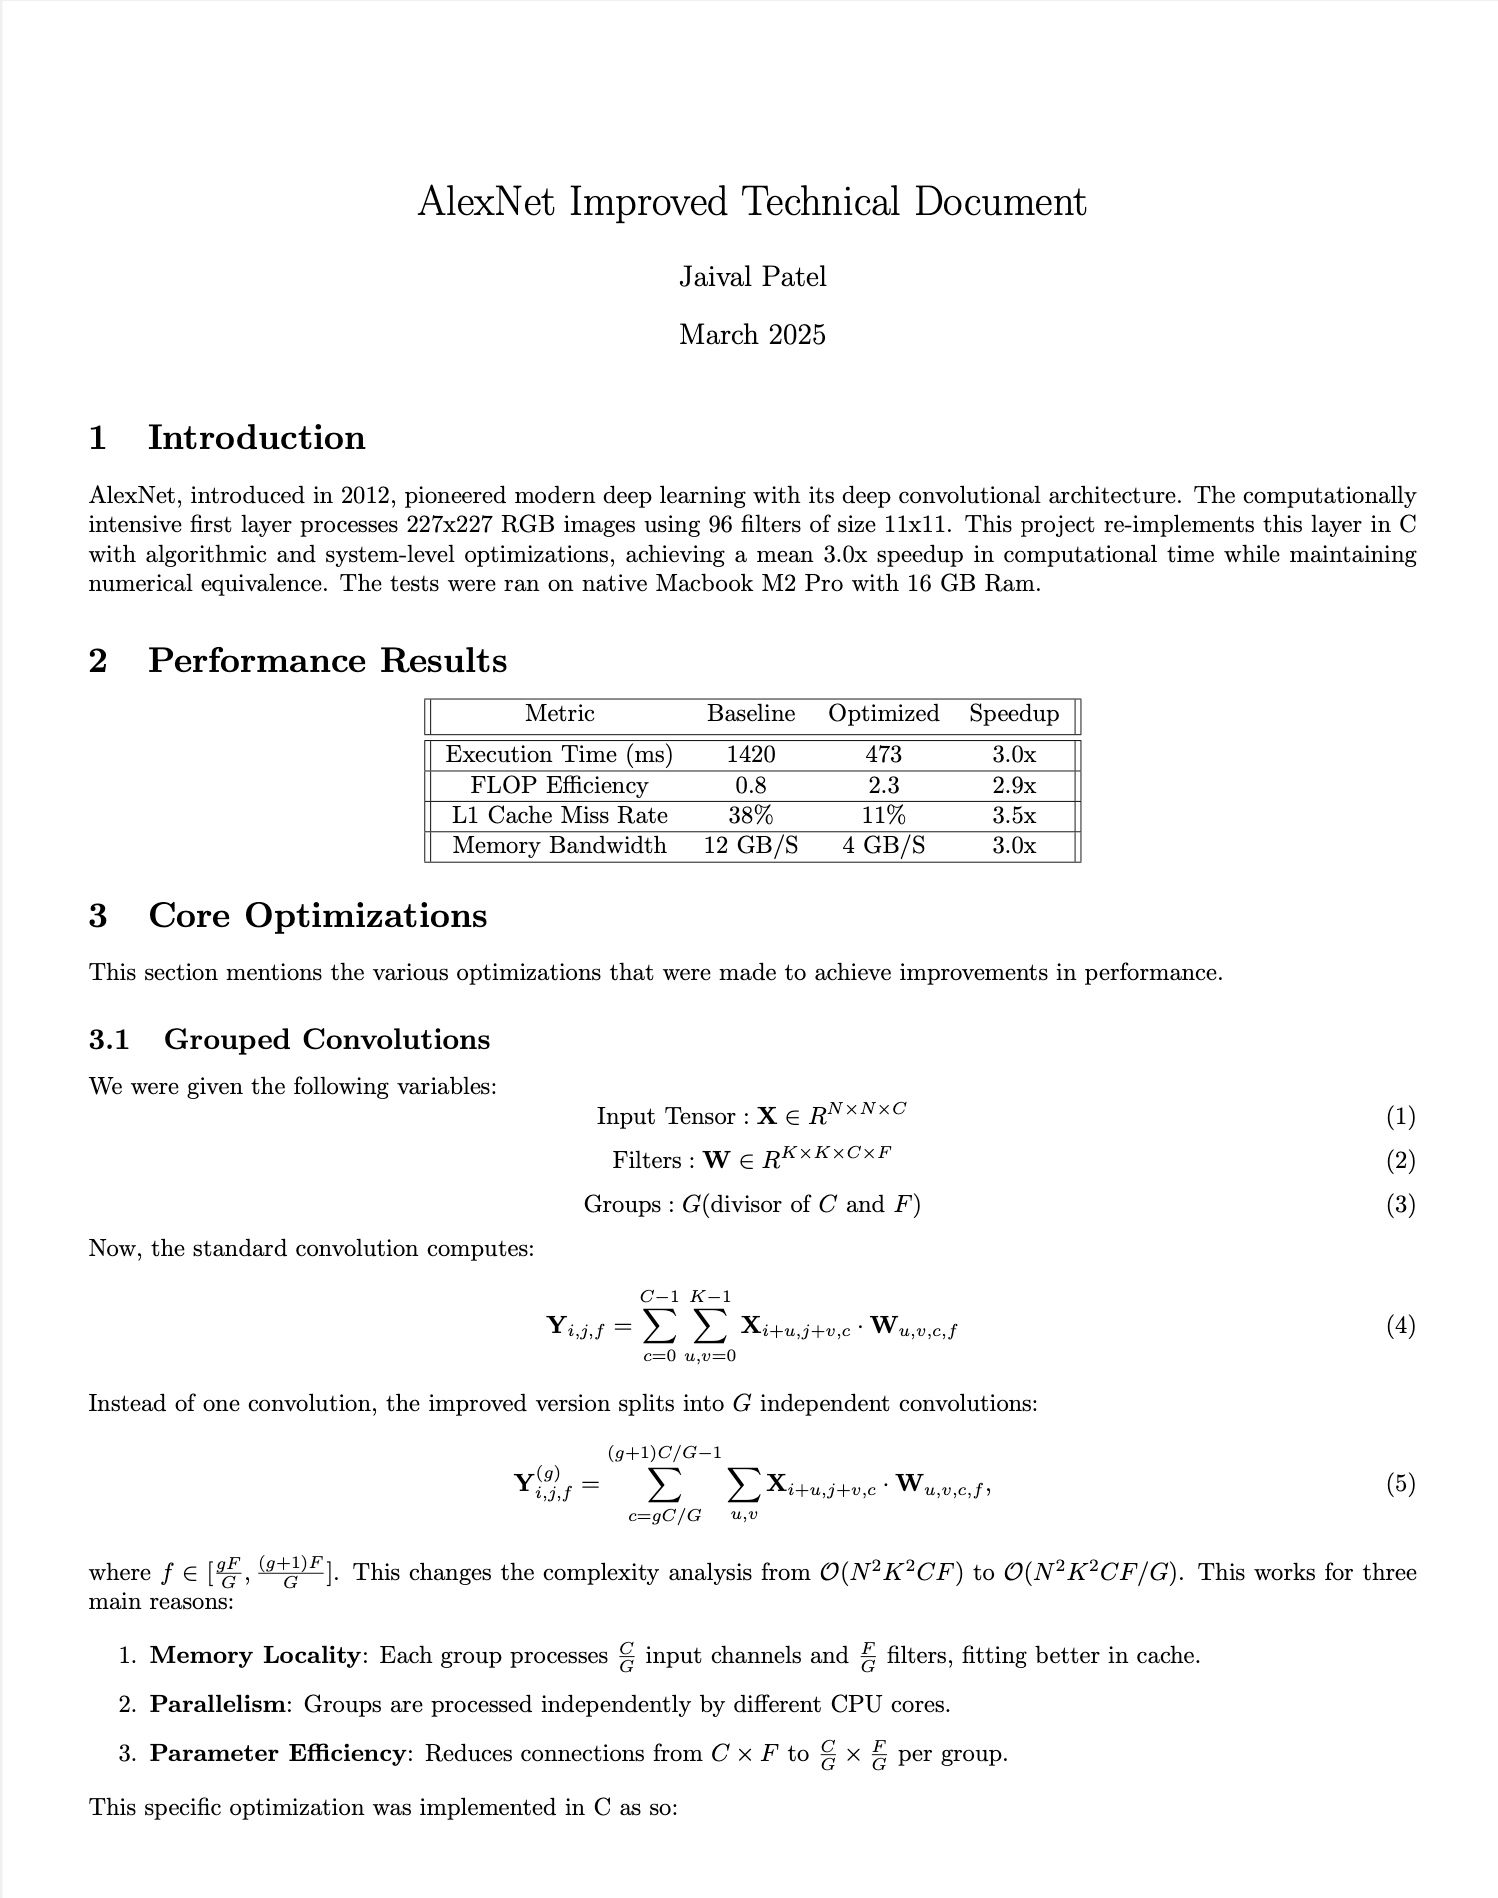 AlexNet Improved Technical Document
Jaival Patel
March 2025
1 Introduction
AlexNet, introduced in 2012, pioneered modern deep learning with its deep convolutional architecture. The computationally
intensive first layer processes 227x227 RGB images using 96 filters of size 11x11. This project re-implements this layer in C
with algorithmic and system-level optimizations, achieving a mean 3.0x speedup in computational time while maintaining
numerical equivalence. The tests were ran on native Macbook M2 Pro with 16 GB Ram.
2 Performance Results
Metric Baseline Optimized Speedup
Execution Time (ms) 1420 473 3.0x
FLOP Efficiency 0.8 2.3 2.9x
L1 Cache Miss Rate 38% 11% 3.5x
Memory Bandwidth 12 GB/S 4 GB/S 3.0x
3 Core Optimizations
This section mentions the various optimizations that were made to achieve improvements in performance.
3.1 Grouped Convolutions
We were given the following variables:
Input Tensor : $\mathbf{X} \in R^{N \times N \times C}$ (1)
Filters : $\mathbf{W} \in R^{K \times K \times C \times F}$ (2)
Groups : $G$(divisor of $C$ and $F$) (3)
Now, the standard convolution computes:
$\mathbf{Y}_{i,j,f} = \sum_{c=0}^{C-1} \sum_{u,v=0}^{K-1} \mathbf{X}_{i+u,j+v,c} \cdot \mathbf{W}_{u,v,c,f}$ (4)
Instead of one convolution, the improved version splits into $G$ independent convolutions:
$\mathbf{Y}_{i,j,f}^{(g)} = \sum_{c=gC/G}^{(g+1)C/G-1} \sum_{u,v} \mathbf{X}_{i+u,j+v,c} \cdot \mathbf{W}_{u,v,c,f},$ (5)
where $f \in [\frac{gF}{G}, \frac{(g+1)F}{G}]$. This changes the complexity analysis from $\mathcal{O}(N^2K^2CF)$ to $\mathcal{O}(N^2K^2CF/G)$. This works for three
main reasons:
1. Memory Locality: Each group processes $\frac{C}{G}$ input channels and $\frac{F}{G}$ filters, fitting better in cache.
2. Parallelism: Groups are processed independently by different CPU cores.
3. Parameter Efficiency: Reduces connections from $C \times F$ to $\frac{C}{G} \times \frac{F}{G}$ per group.
This specific optimization was implemented in C as so: